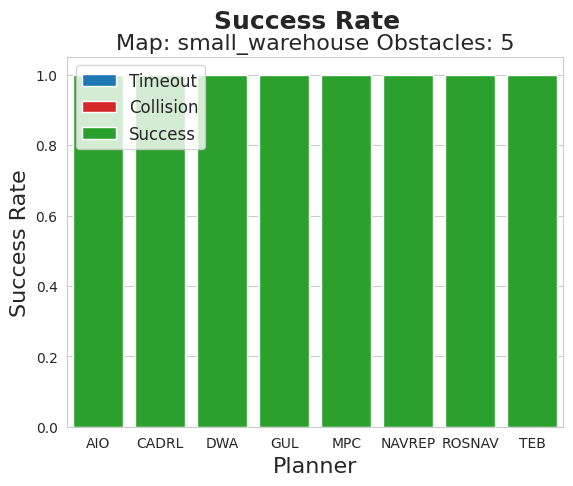 Success Rate
Map: small_warehouse Obstacles: 5
Timeout
Collision
Success
Success Rate
1.0
0.8
0.6
0.4
0.2
0.0
AIO CADRL DWA GUL MPC NAVREP ROSNAV TEB
Planner